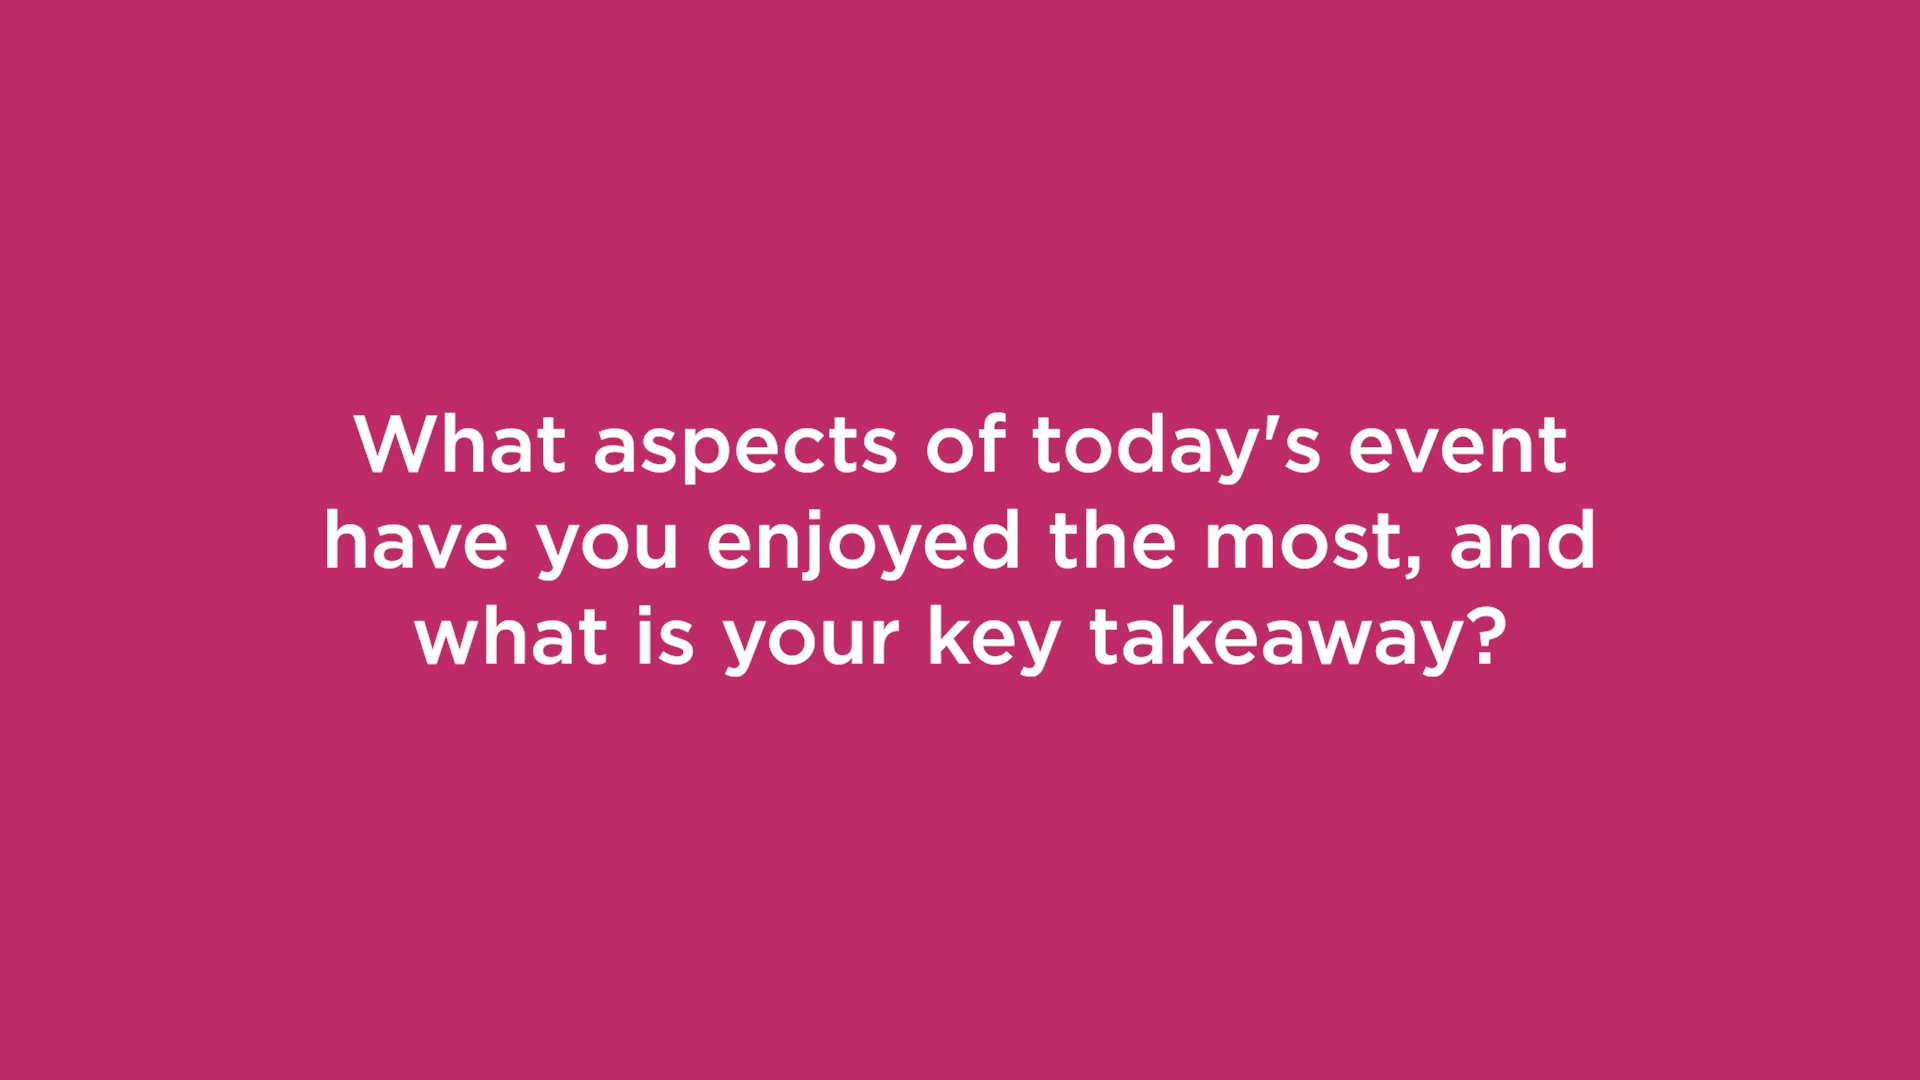 What aspects of today's event
have you enjoyed the most, and
what is your key takeaway?